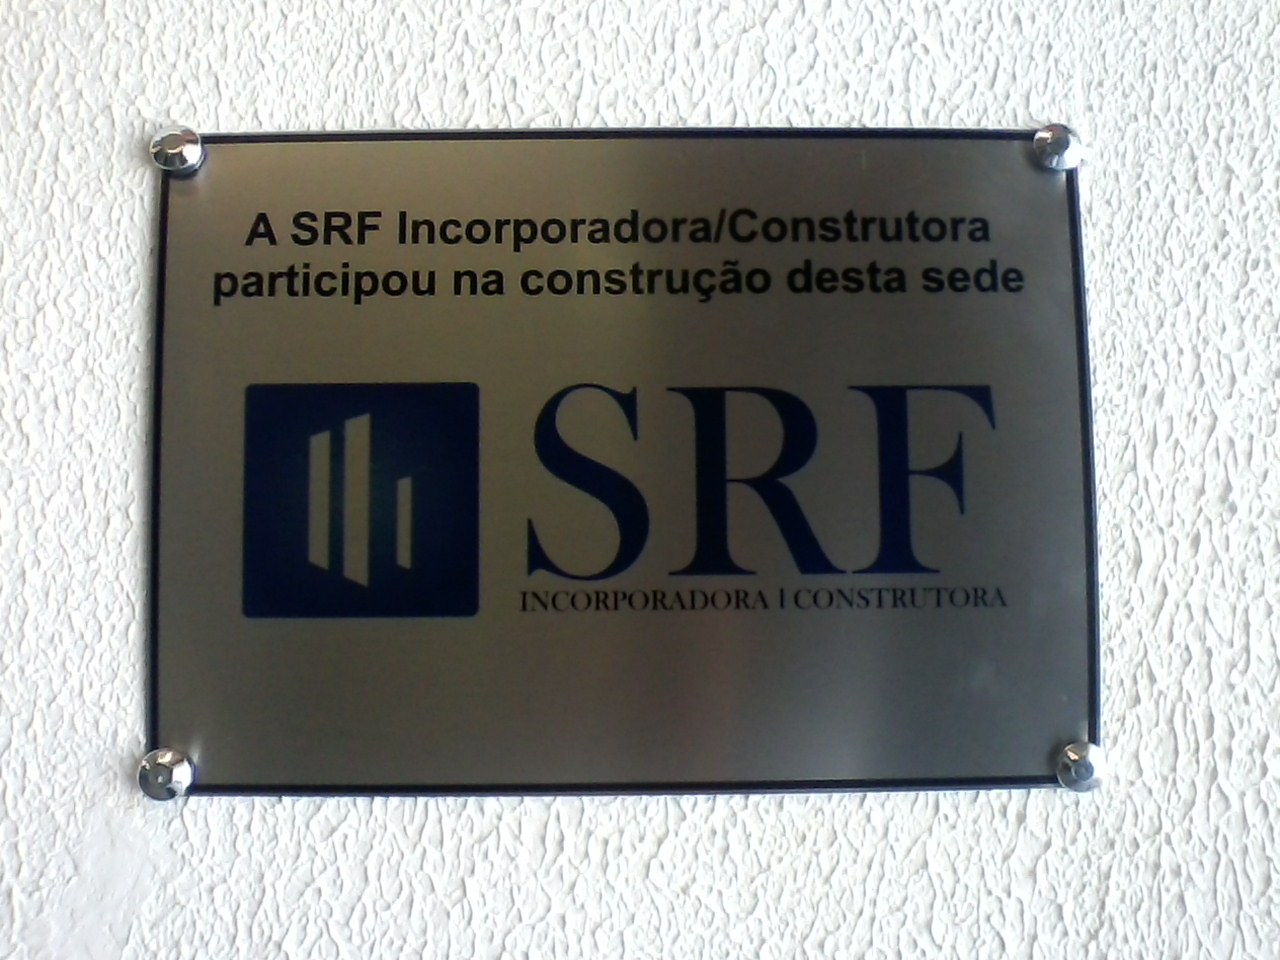 A SRF Incorporadora/Construtora
participou na construção desta sede
SRF
INCORPORADORA | CONSTRUTORA